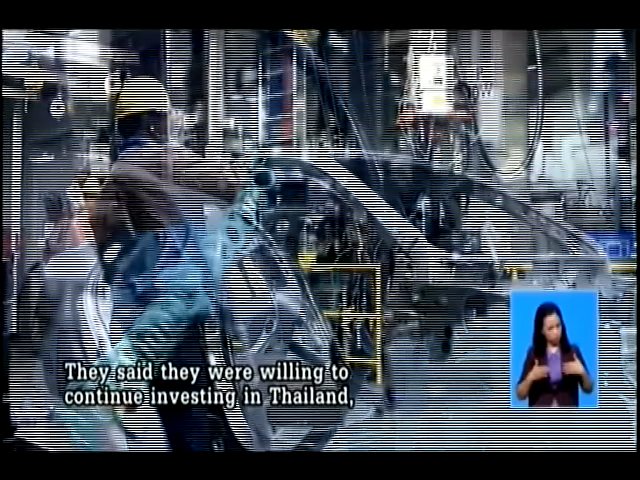 They said they were willing to
continue investing in Thailand,